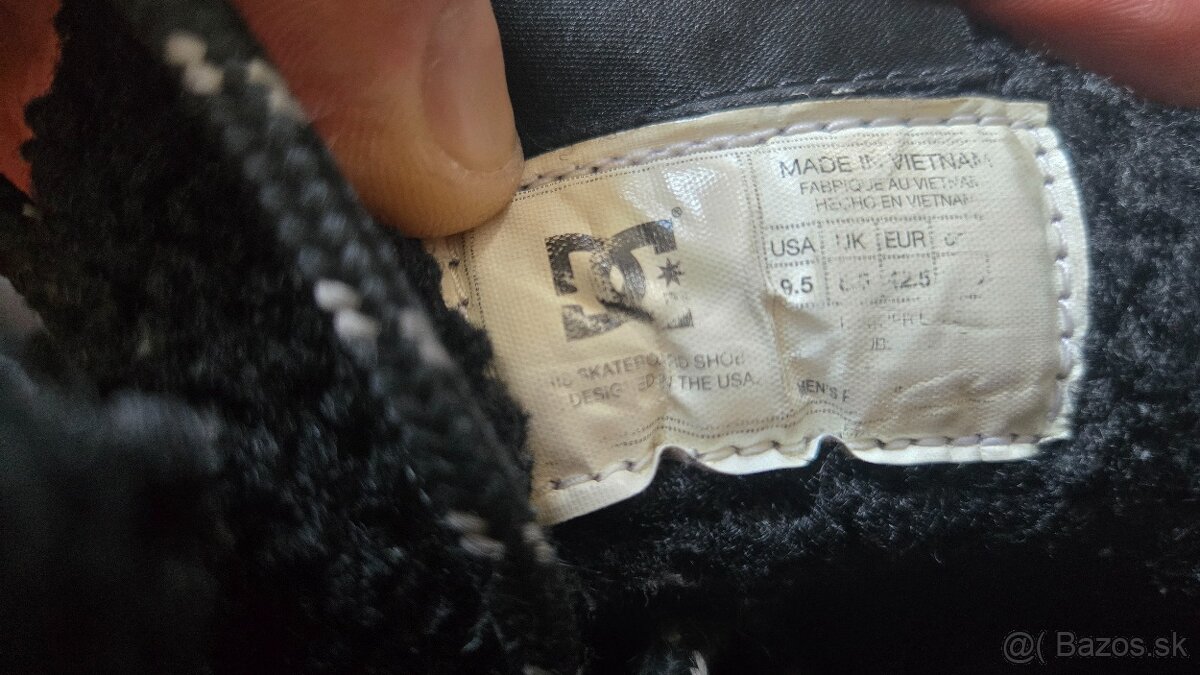 DC®
SKATEBOARD SHOE
DESIGNED IN THE USA.
MADE IN VIETNAM
FABRIQUE AU VIETNAM
HECHO EN VIETNAM
USA UK EUR
9.5 42.5
@( Bazos.sk